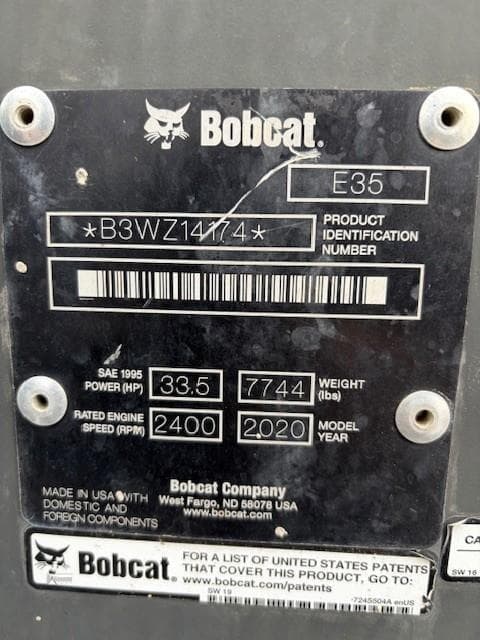 Bobcat.
E35
*B3WZ14174*
PRODUCT
IDENTIFICATION
NUMBER
SAE 1995
POWER (HP)
33.5
7744
WEIGHT
(lbs)
RATED ENGINE
SPEED (RPM)
2400
2020
MODEL
YEAR
MADE IN USA WITH
DOMESTIC AND
FOREIGN COMPONENTS
Bobcat Company
West Fargo, ND 58078 USA
www.bobcat.com
Bobcat.
FOR A LIST OF UNITED STATES PATENTS
THAT COVER THIS PRODUCT, GO TO:
www.bobcat.com/patents
SW 19
-7245504A enUS
CA
SW 16